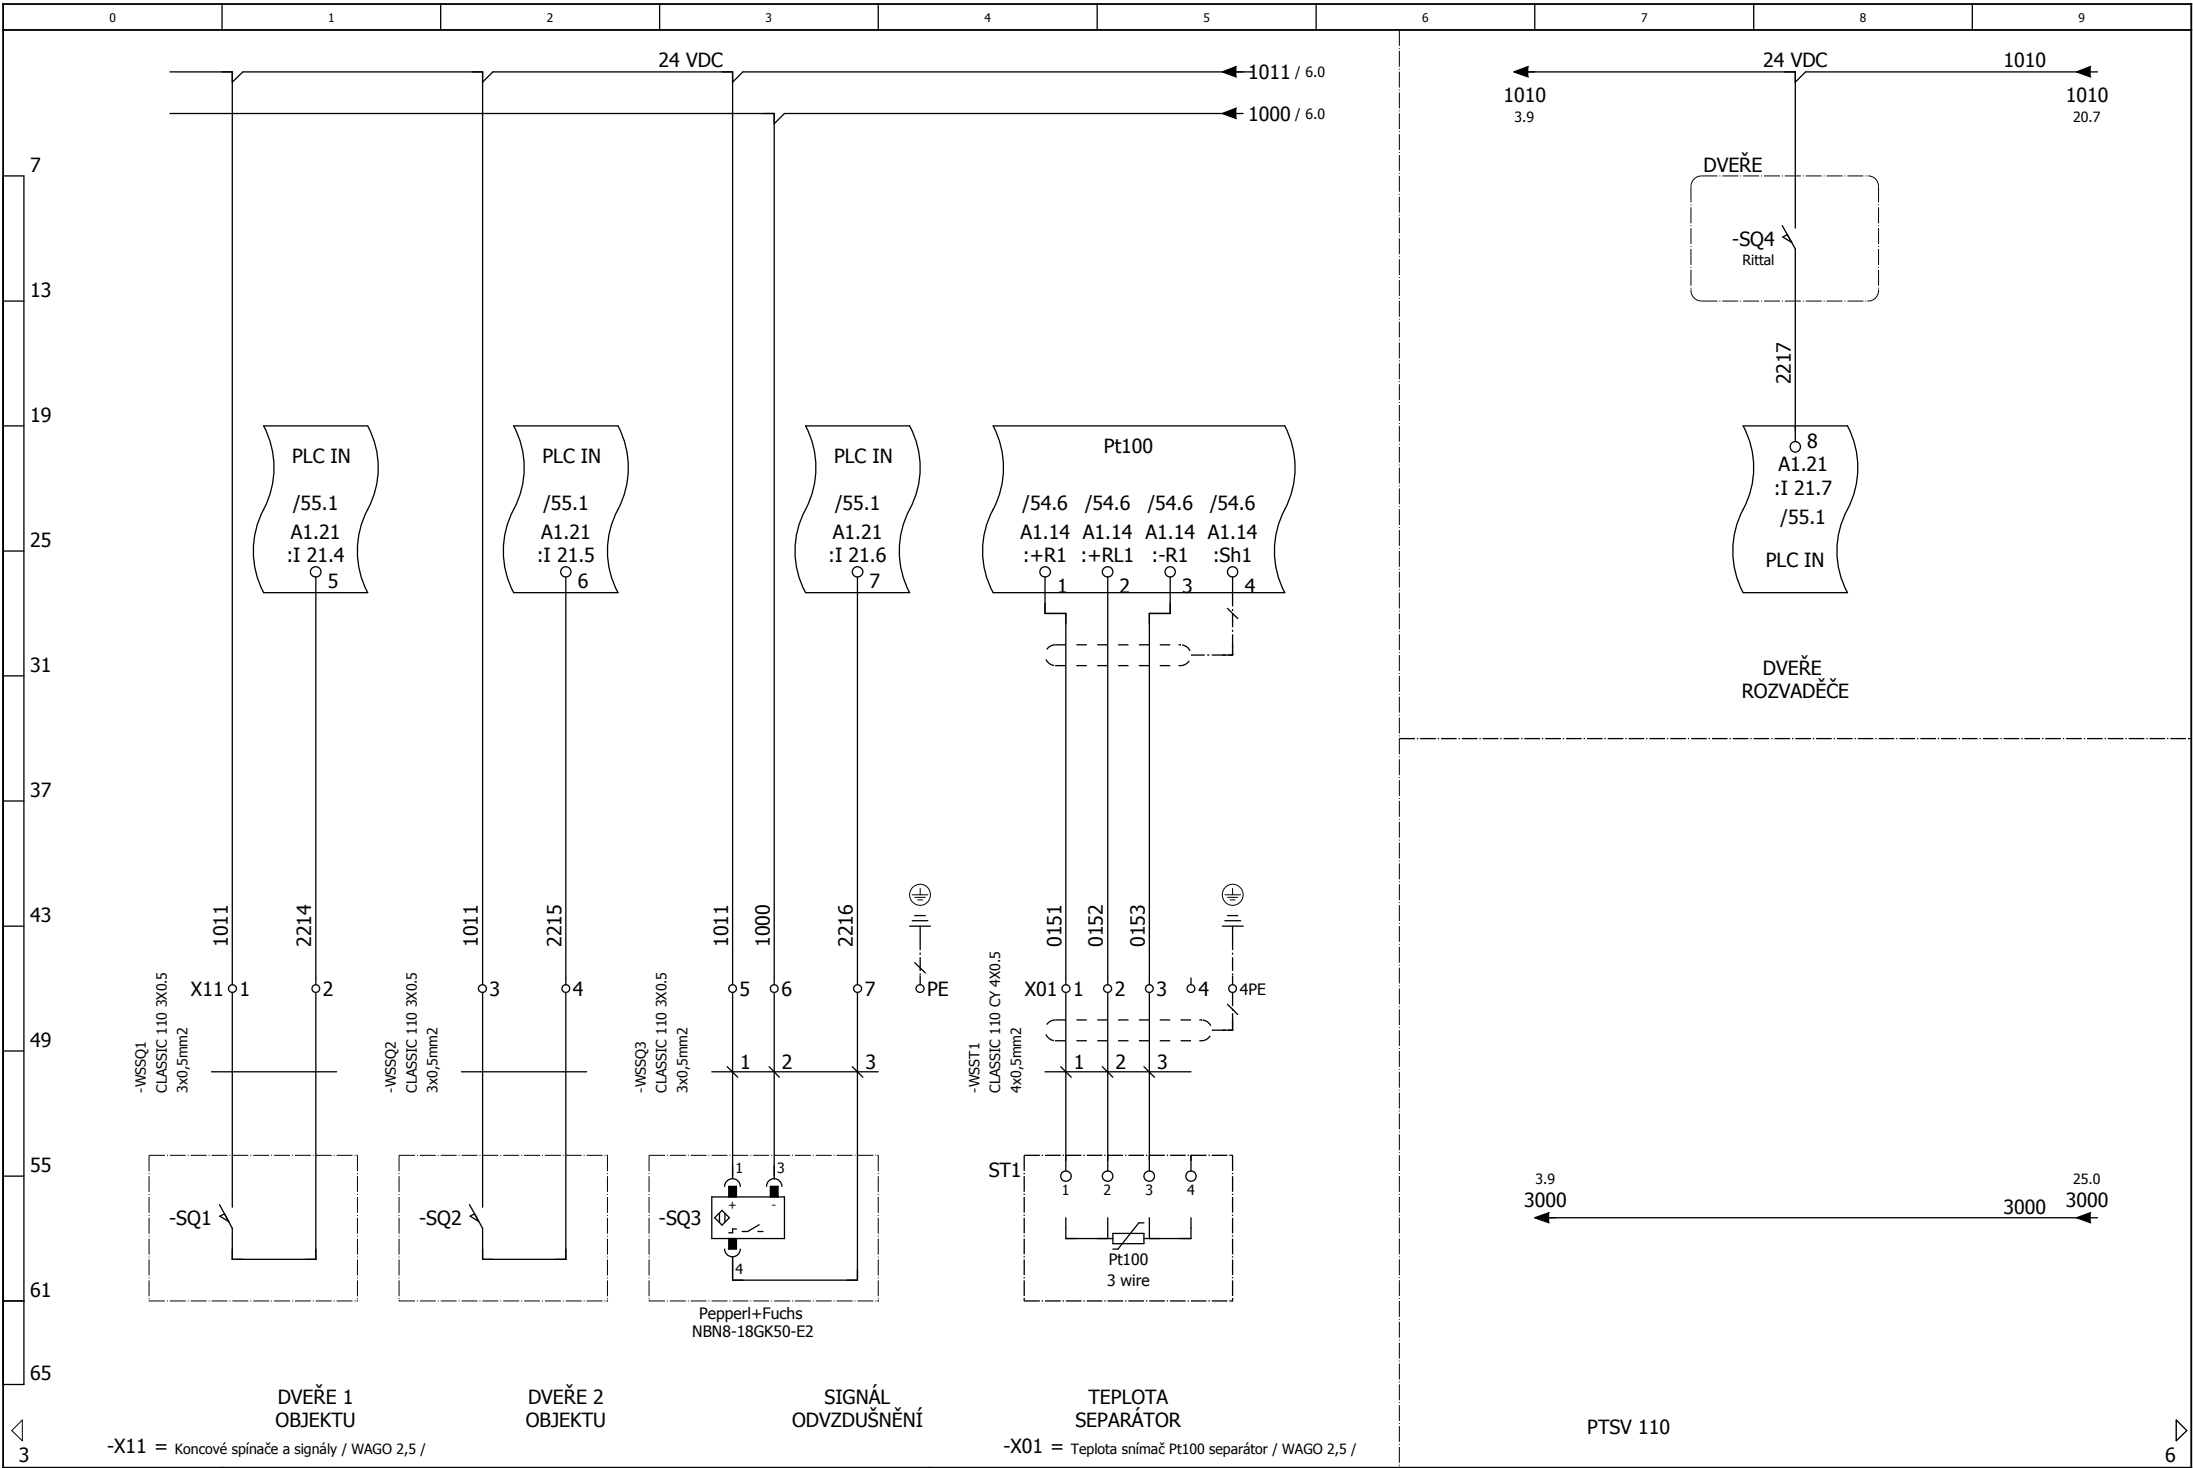 0 1 2 3 4 5 6 7 8 9
24 VDC
1011 / 6.0
1000 / 6.0
24 VDC
1010
1010
3.9
1010
20.7
7
13
19
25
31
37
43
49
55
61
65
DVEŘE
-SQ4
Rittal
2217
8
A1.21
:I 21.7
/55.1
PLC IN
DVEŘE
ROZVADĚČE
PLC IN
/55.1
A1.21
:I 21.4
5
PLC IN
/55.1
A1.21
:I 21.5
6
PLC IN
/55.1
A1.21
:I 21.6
7
Pt100
/54.6 /54.6 /54.6 /54.6
A1.14 A1.14 A1.14 A1.14
:+R1 :+RL1 :-R1 :Sh1
1 2 3 4
1011
2214
1011
2215
1011
1000
2216
0151
0152
0153
X11 1 2 3 4 5 6 7 PE
X01 1 2 3 4 4PE
-WSSQ1
CLASSIC 110 3X0.5
3x0,5mm2
-WSSQ2
CLASSIC 110 3X0.5
3x0,5mm2
-WSSQ3
CLASSIC 110 3X0.5
3x0,5mm2
-WSST1
CLASSIC 110 CY 4X0.5
4x0,5mm2
1 2 3
1 2 3
-SQ1
-SQ2
-SQ3
1 3
+ -
4
Pepperl+Fuchs
NBN8-18GK50-E2
ST1
1 2 3 4
Pt100
3 wire
3.9
3000
25.0
3000
3000
DVEŘE 1
OBJEKTU
DVEŘE 2
OBJEKTU
SIGNÁL
ODVZDUŠNĚNÍ
TEPLOTA
SEPARÁTOR
PTSV 110
-X11 = Koncové spínače a signály / WAGO 2,5 /
-X01 = Teplota snímač Pt100 separátor / WAGO 2,5 /
3
6